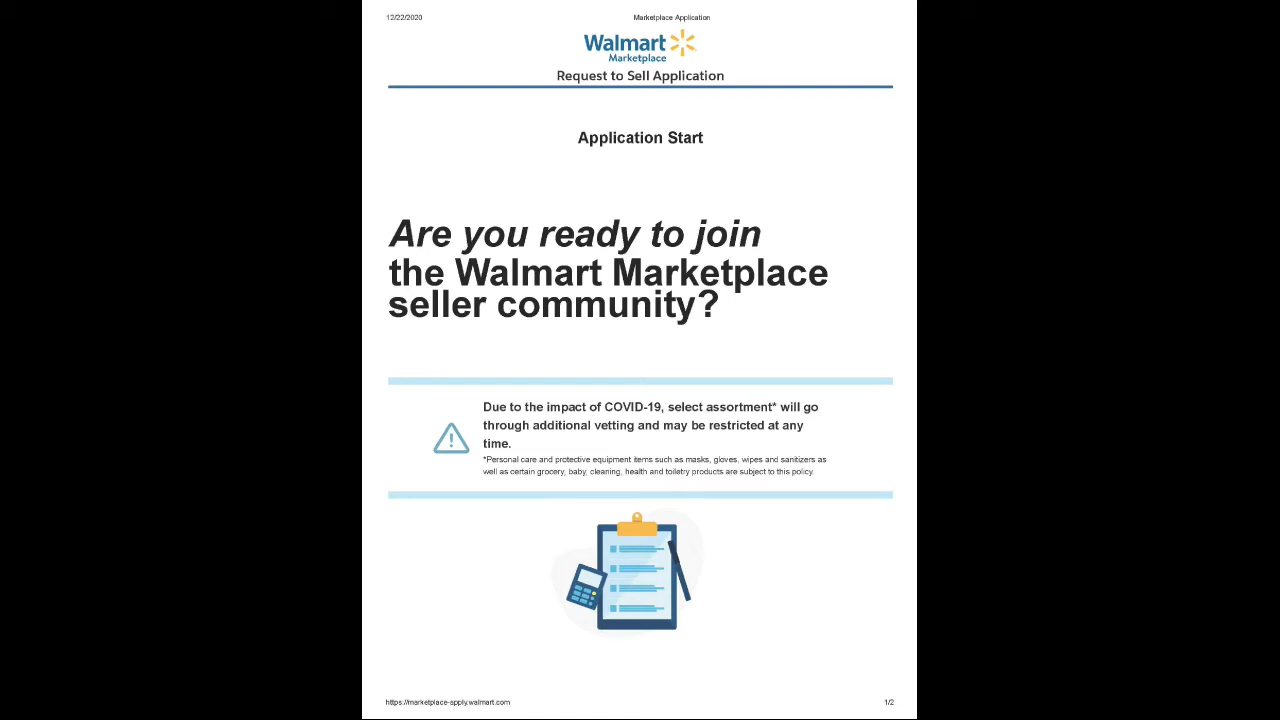 12/22/2020 Marketplace Application
Walmart
Marketplace
Request to Sell Application
Application Start
Are you ready to join
the Walmart Marketplace
seller community?
Due to the impact of COVID-19, select assortment* will go
through additional vetting and may be restricted at any
time.
*Personal care and protective equipment items such as masks, gloves, wipes and sanitizers as
well as certain grocery, baby, cleaning, health and toiletry products are subject to this policy.
https://marketplace-apply.walmart.com 1/2